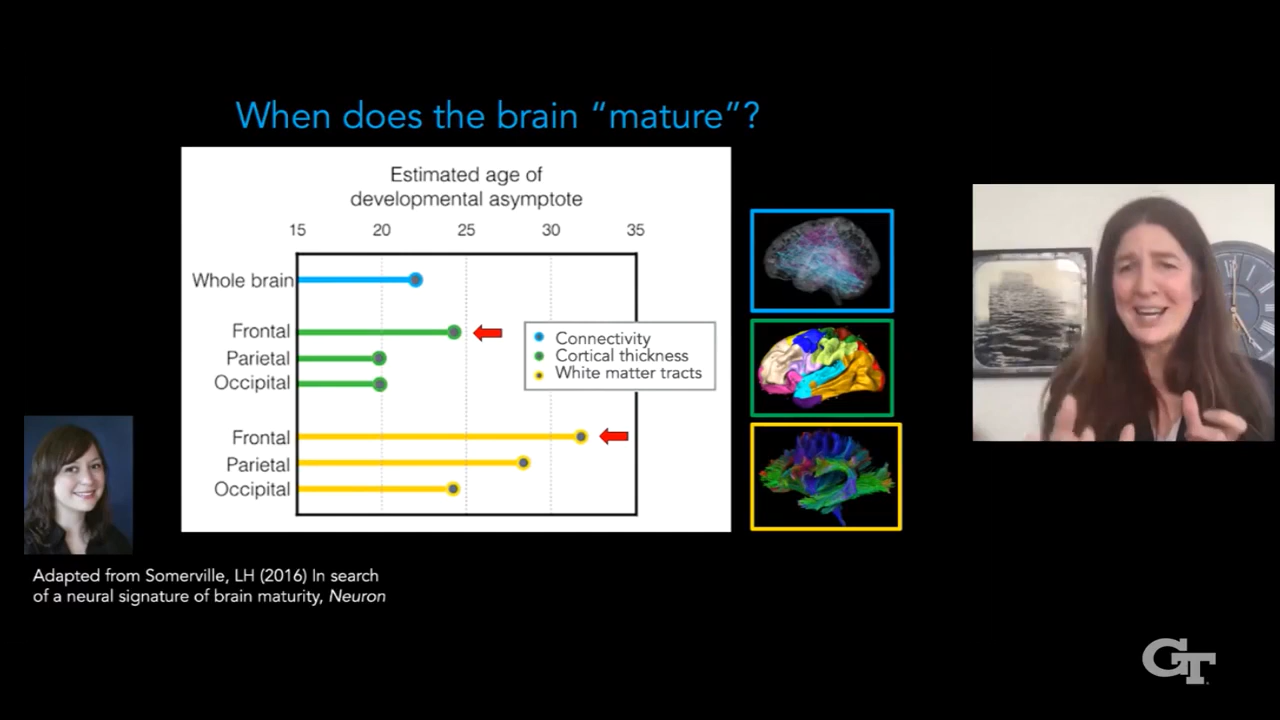 When does the brain “mature”?
Estimated age of
developmental asymptote
15 20 25 30 35
Whole brain
Frontal
Parietal
Occipital
Connectivity
Cortical thickness
White matter tracts
Frontal
Parietal
Occipital
Adapted from Somerville, LH (2016) In search
of a neural signature of brain maturity, Neuron
GT